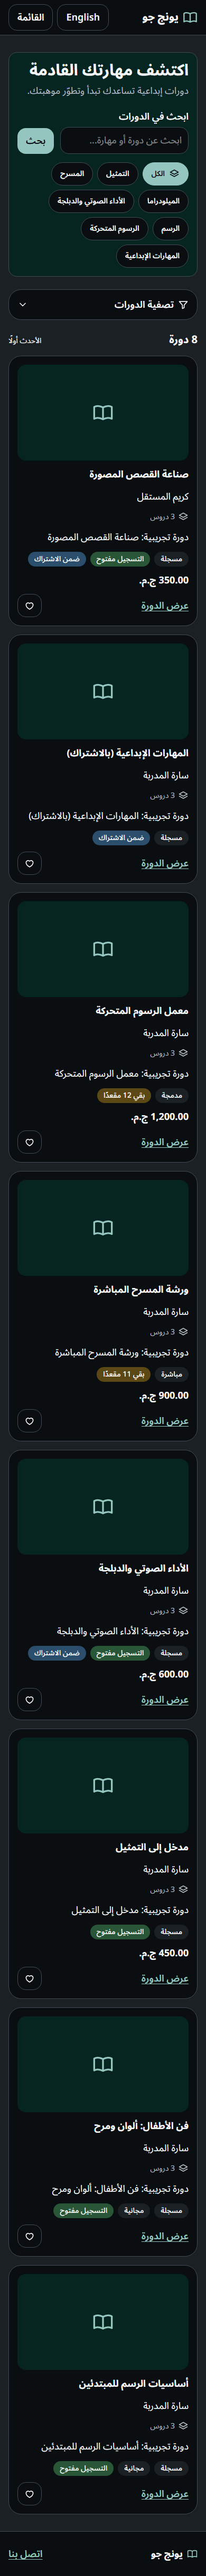 يونج جو
English
القائمة
اكتشف مهارتك القادمة
دورات إبداعية تساعدك تبدأ وتطوّر موهبتك.
ابحث في الدورات
ابحث عن دورة أو مهارة...
بحث
الكل
التمثيل
المسرح
الميلودراما
الأداء الصوتي والدبلجة
الرسم
الرسوم المتحركة
المهارات الإبداعية
تصفية الدورات
8 دورة
الأحدث أولًا
صناعة القصص المصورة
كريم المستقل
3 دروس
دورة تجريبية: صناعة القصص المصورة
مسجلة
التسجيل مفتوح
ضمن الاشتراك
350.00 ج.م.
عرض الدورة
المهارات الإبداعية (بالاشتراك)
سارة المدربة
3 دروس
دورة تجريبية: المهارات الإبداعية (بالاشتراك)
مسجلة
ضمن الاشتراك
عرض الدورة
معمل الرسوم المتحركة
سارة المدربة
3 دروس
دورة تجريبية: معمل الرسوم المتحركة
مدمجة
بقي 12 مقعدًا
1,200.00 ج.م.
عرض الدورة
ورشة المسرح المباشرة
سارة المدربة
3 دروس
دورة تجريبية: ورشة المسرح المباشرة
مباشرة
بقي 11 مقعدًا
900.00 ج.م.
عرض الدورة
الأداء الصوتي والدبلجة
سارة المدربة
3 دروس
دورة تجريبية: الأداء الصوتي والدبلجة
مسجلة
التسجيل مفتوح
ضمن الاشتراك
600.00 ج.م.
عرض الدورة
مدخل إلى التمثيل
سارة المدربة
3 دروس
دورة تجريبية: مدخل إلى التمثيل
مسجلة
التسجيل مفتوح
450.00 ج.م.
عرض الدورة
فن الأطفال: ألوان ومرح
سارة المدربة
3 دروس
دورة تجريبية: فن الأطفال: ألوان ومرح
مسجلة
مجانية
التسجيل مفتوح
عرض الدورة
أساسيات الرسم للمبتدئين
سارة المدربة
3 دروس
دورة تجريبية: أساسيات الرسم للمبتدئين
مسجلة
مجانية
التسجيل مفتوح
عرض الدورة
يونج جو
اتصل بنا